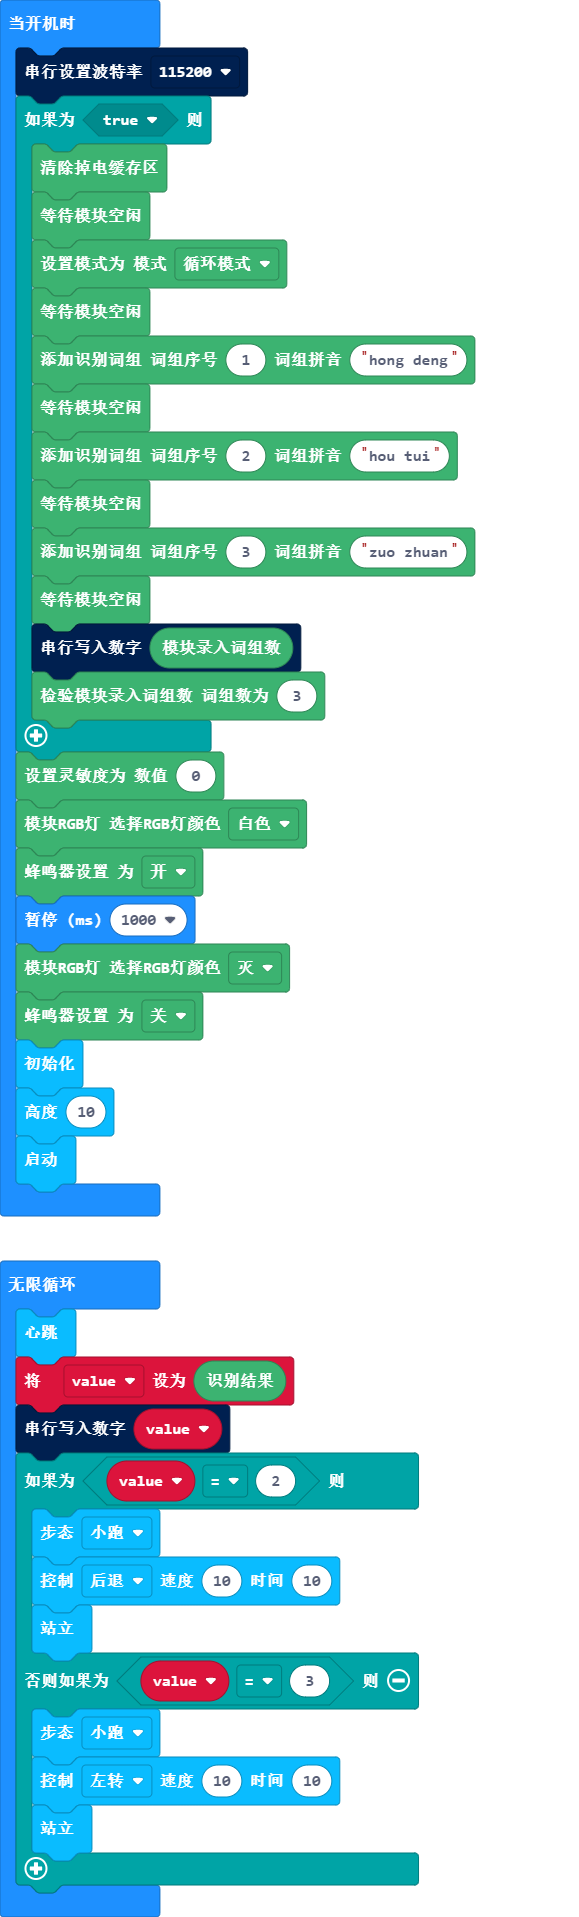 当开机时
串行设置波特率 115200
如果为 true 则
清除掉电缓存区
等待模块空闲
设置模式为 模式 循环模式
等待模块空闲
添加识别词组 词组序号 1 词组拼音 "hong deng"
等待模块空闲
添加识别词组 词组序号 2 词组拼音 "hou tui"
等待模块空闲
添加识别词组 词组序号 3 词组拼音 "zuo zhuan"
等待模块空闲
串行写入数字 模块录入词组数
检验模块录入词组数 词组数为 3
设置灵敏度为 数值 0
模块RGB灯 选择RGB灯颜色 白色
蜂鸣器设置 为 开
暂停 (ms) 1000
模块RGB灯 选择RGB灯颜色 灭
蜂鸣器设置 为 关
初始化
高度 10
启动
无限循环
心跳
将 value 设为 识别结果
串行写入数字 value
如果为 value = 2 则
步态 小跑
控制 后退 速度 10 时间 10
站立
否则如果为 value = 3 则
步态 小跑
控制 左转 速度 10 时间 10
站立